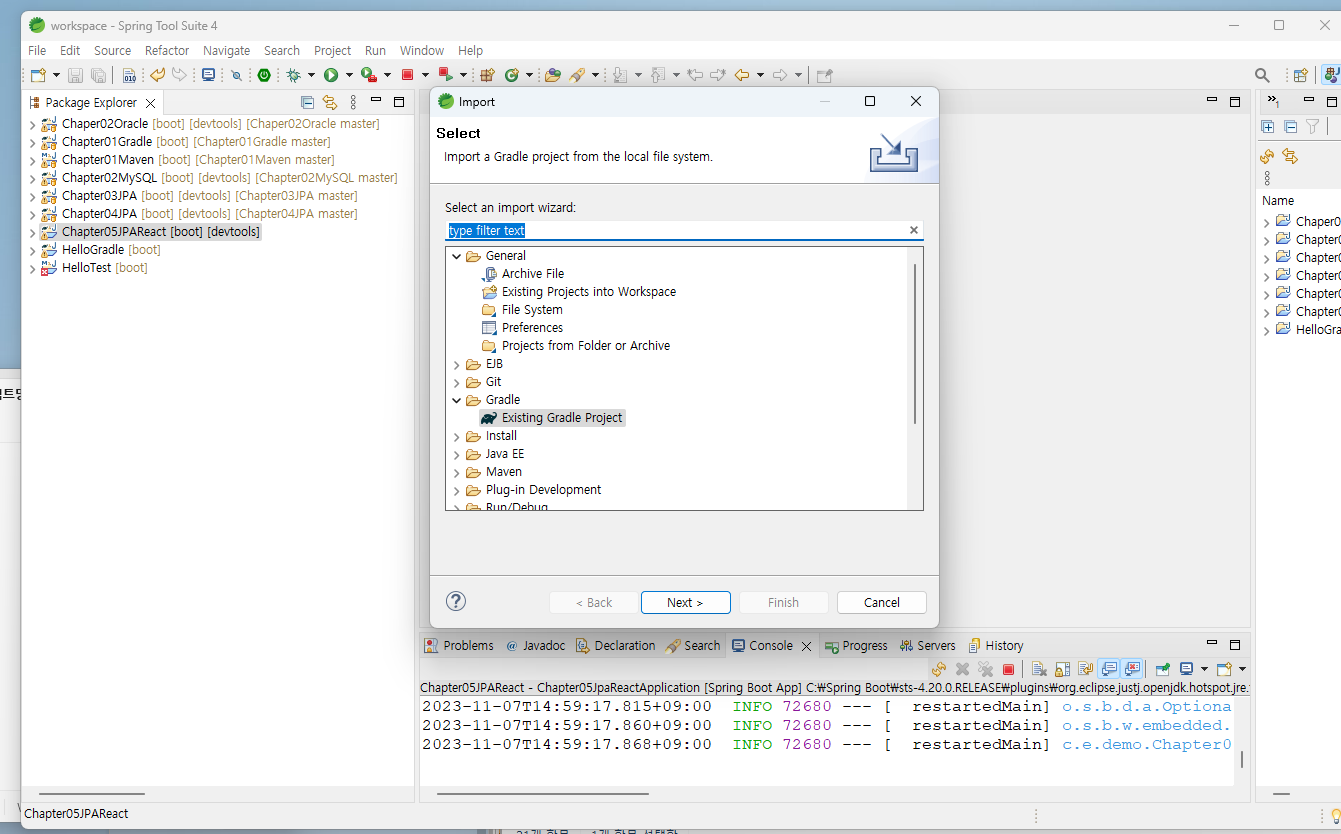 workspace - Spring Tool Suite 4
File Edit Source Refactor Navigate Search Project Run Window Help
Package Explorer
Chaper02Oracle [boot] [devtools] [Chaper02Oracle master]
Chapter01Gradle [boot] [Chapter01Gradle master]
Chapter01Maven [boot] [Chapter01Maven master]
Chapter02MySQL [boot] [devtools] [Chapter02MySQL master]
Chapter03JPA [boot] [devtools] [Chapter03JPA master]
Chapter04JPA [boot] [devtools] [Chapter04JPA master]
Chapter05JPAReact [boot] [devtools]
HelloGradle [boot]
HelloTest [boot]
Import
Select
Import a Gradle project from the local file system.
Select an import wizard:
type filter text
General
Archive File
Existing Projects into Workspace
File System
Preferences
Projects from Folder or Archive
EJB
Git
Gradle
Existing Gradle Project
Install
Java EE
Maven
Plug-in Development
Run/Debug
< Back Next > Finish Cancel
»1
Name
Chaper0
Chapter0
Chapter0
Chapter0
Chapter0
Chapter0
HelloGra
Problems @ Javadoc Declaration Search Console Progress Servers History
Chapter05JPAReact - Chapter05JpaReactApplication [Spring Boot App] C:₩Spring Boot₩sts-4.20.0.RELEASE₩plugins₩org.eclipse.justj.openjdk.hotspot.jre.
2023-11-07T14:59:17.815+09:00 INFO 72680 --- [ restartedMain] o.s.b.d.a.Optiona
2023-11-07T14:59:17.860+09:00 INFO 72680 --- [ restartedMain] o.s.b.w.embedded.
2023-11-07T14:59:17.868+09:00 INFO 72680 --- [ restartedMain] c.e.demo.Chapter0
Chapter05JPAReact